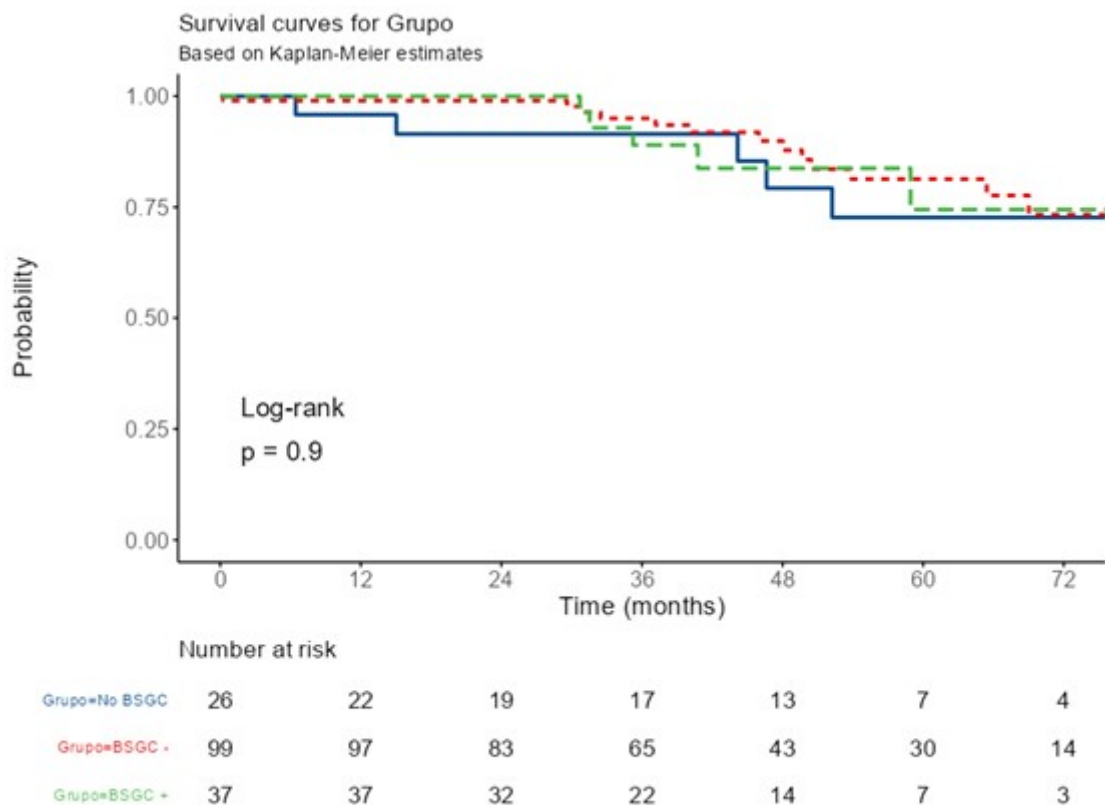 Survival curves for Grupo
Based on Kaplan-Meier estimates
Probability
1.00
0.75
0.50
0.25
0.00
Log-rank
p = 0.9
0 12 24 36 48 60 72
Time (months)
Number at risk
Grupo=No BSGC 26 22 19 17 13 7 4
Grupo=BSGC - 99 97 83 65 43 30 14
Grupo=BSGC + 37 37 32 22 14 7 3